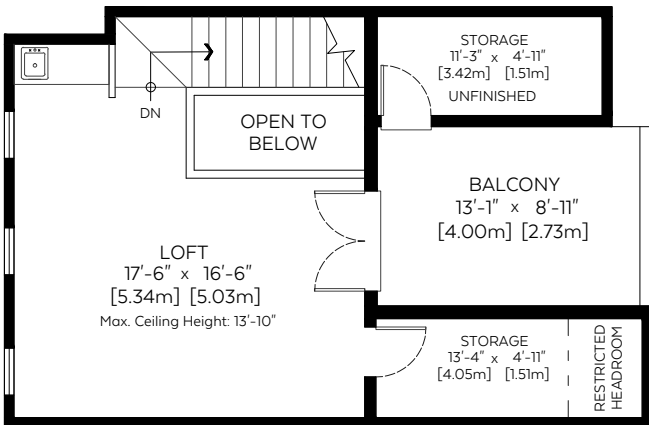 STORAGE
11'-3" x 4'-11"
[3.42m] [1.51m]
UNFINISHED
DN
OPEN TO
BELOW
BALCONY
13'-1" x 8'-11"
[4.00m] [2.73m]
LOFT
17'-6" x 16'-6"
[5.34m] [5.03m]
Max. Ceiling Height: 13'-10"
STORAGE
13'-4" x 4'-11"
[4.05m] [1.51m]
RESTRICTED
HEADROOM